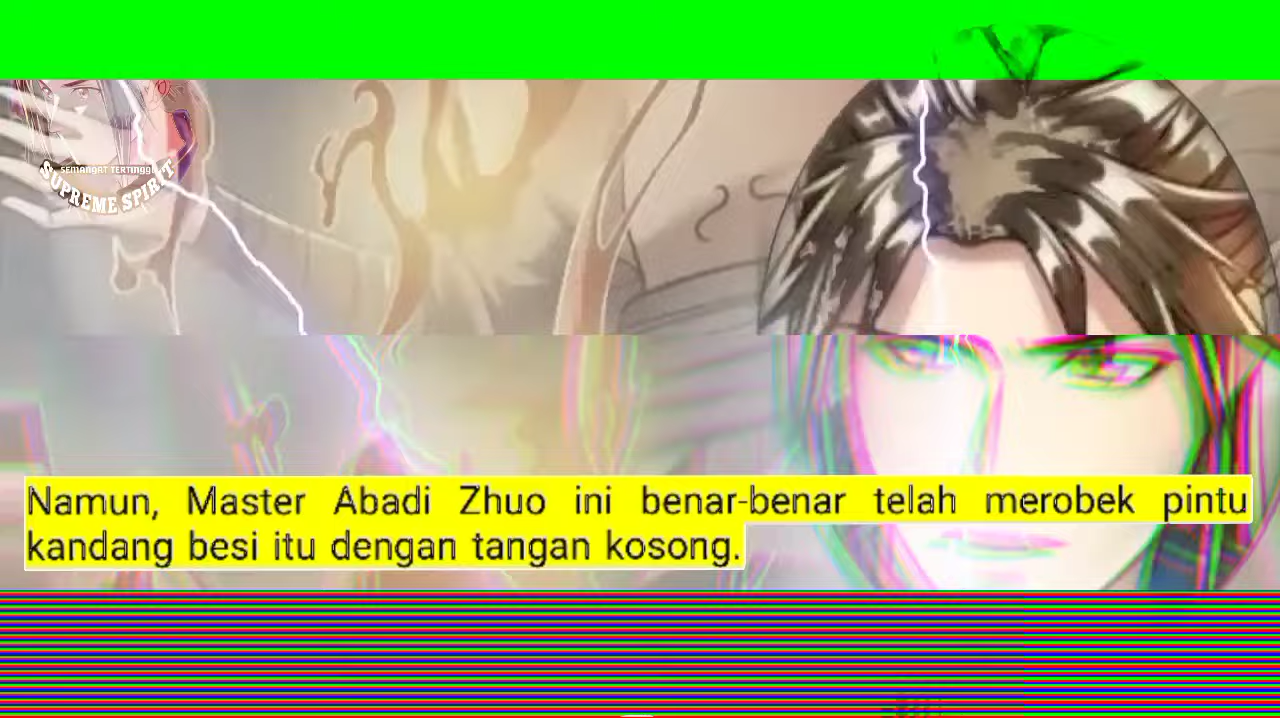 SEMANGAT TERTINGGI
SUPREME SPIRIT
Namun, Master Abadi Zhuo ini benar-benar telah merobek pintu
kandang besi itu dengan tangan kosong.